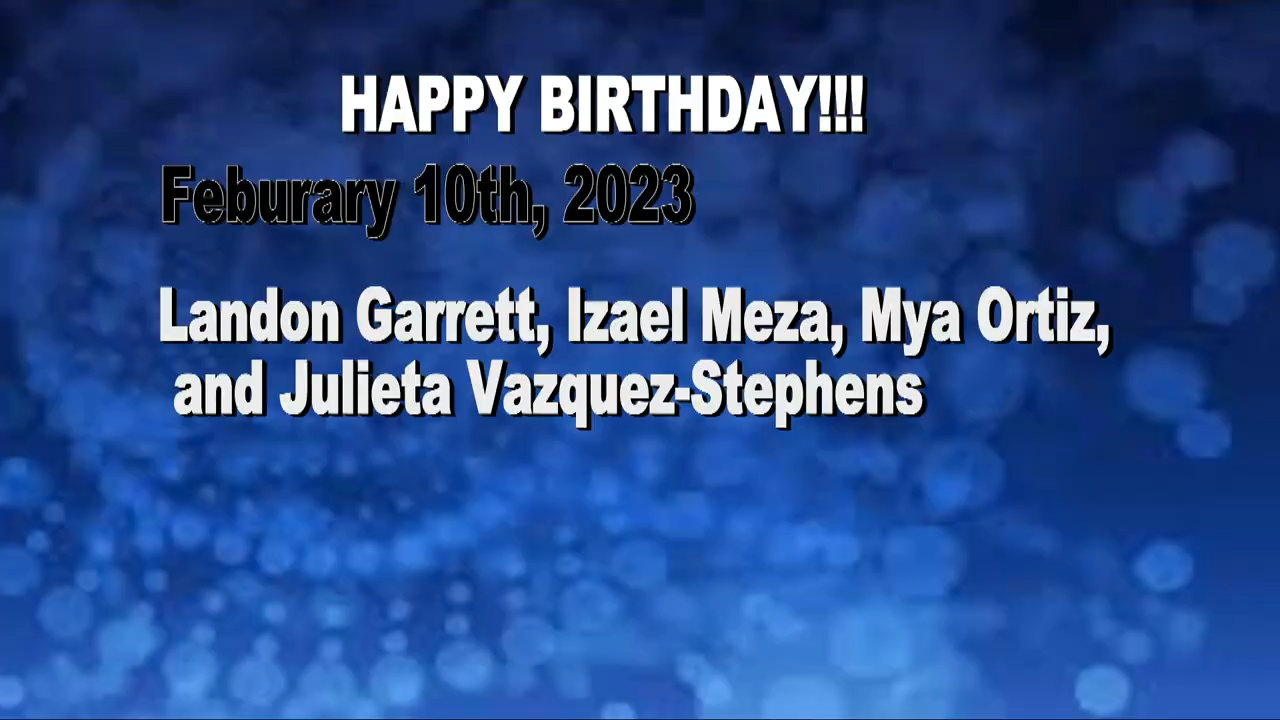 HAPPY BIRTHDAY!!!
Feburary 10th, 2023
Landon Garrett, Izael Meza, Mya Ortiz,
and Julieta Vazquez-Stephens